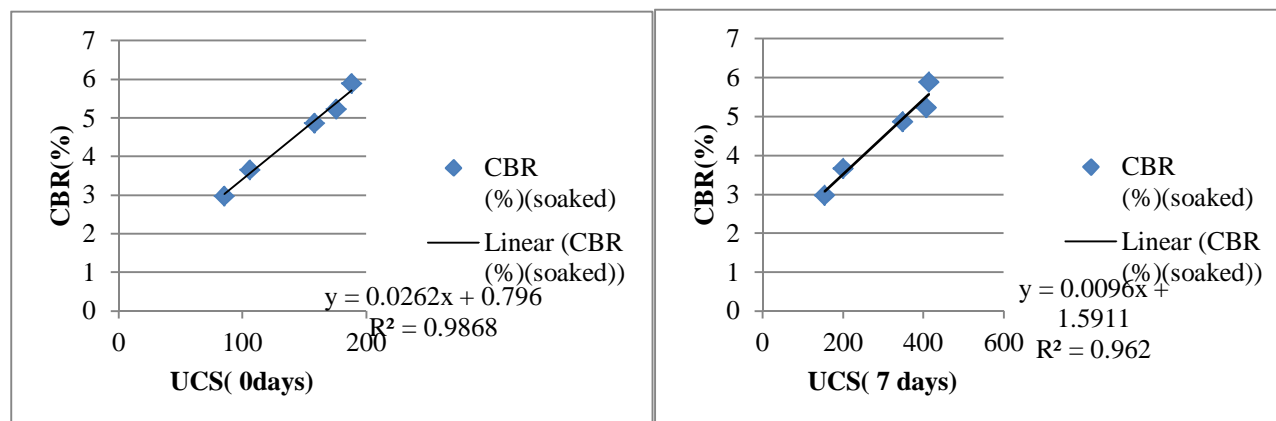 7
6
5
4
3
2
1
0
CBR(%)
0
100
200
UCS( 0days)
CBR
(%)(soaked)
Linear (CBR
(%)(soaked))
y = 0.0262x + 0.796
R² = 0.9868
7
6
5
4
3
2
1
0
CBR(%)
0
200
400
600
UCS( 7 days)
CBR
(%)(soaked)
Linear (CBR
(%)(soaked))
y = 0.0096x +
1.5911
R² = 0.962